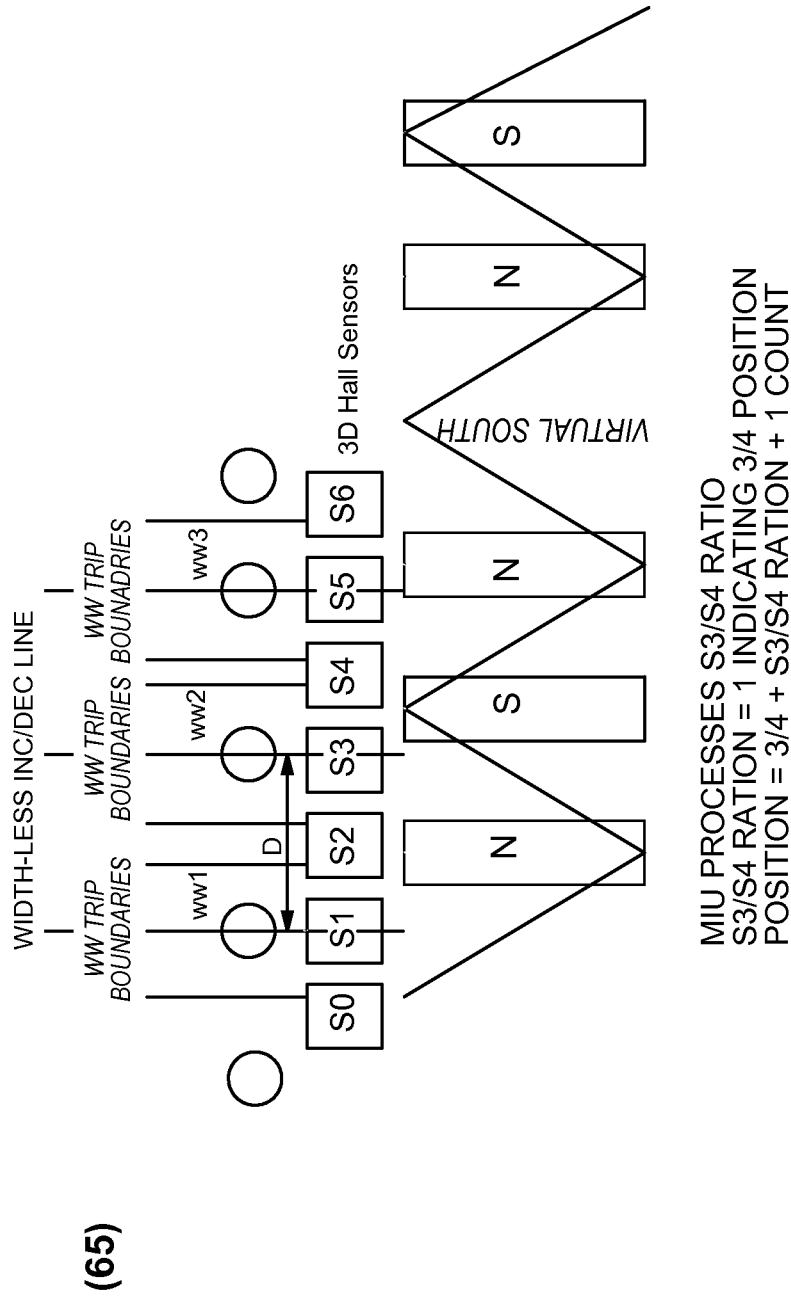 (65)
WIDTH-LESS INC/DEC LINE
WW TRIP
BOUNDARIES
WW TRIP
BOUNDARIES
WW TRIP
BOUNADRIES
ww1
ww2
ww3
D
S0
S1
S2
S3
S4
S5
S6
3D Hall Sensors
N
S
N
VIRTUAL SOUTH
N
S
MIU PROCESSES S3/S4 RATIO
S3/S4 RATION = 1 INDICATING 3/4 POSITION
POSITION = 3/4 + S3/S4 RATION + 1 COUNT